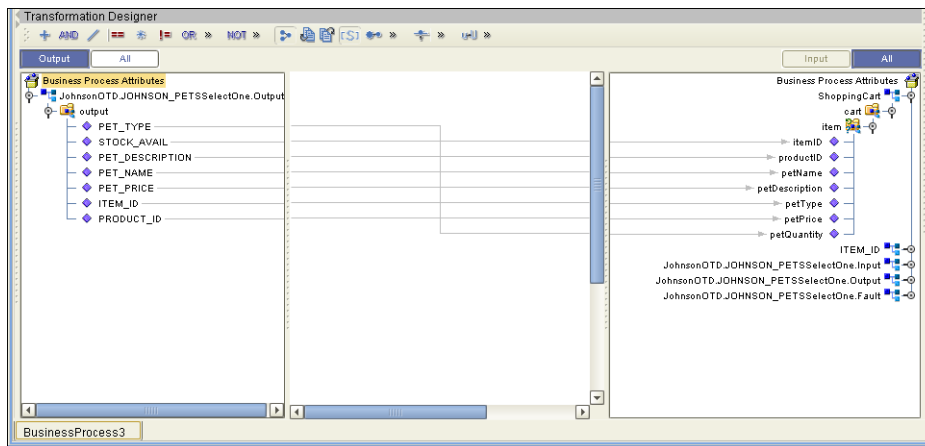 Transformation Designer
+ AND / == * != OR » NOT » [S] » » »
Output All Input All
Business Process Attributes
JohnsonOTD.JOHNSON_PETSSelectOne.Output
output
PET_TYPE
STOCK_AVAIL
PET_DESCRIPTION
PET_NAME
PET_PRICE
ITEM_ID
PRODUCT_ID
Business Process Attributes
ShoppingCart
cart
item
itemID
productID
petName
petDescription
petType
petPrice
petQuantity
ITEM_ID
JohnsonOTD.JOHNSON_PETSSelectOne.Input
JohnsonOTD.JOHNSON_PETSSelectOne.Output
JohnsonOTD.JOHNSON_PETSSelectOne.Fault
BusinessProcess3